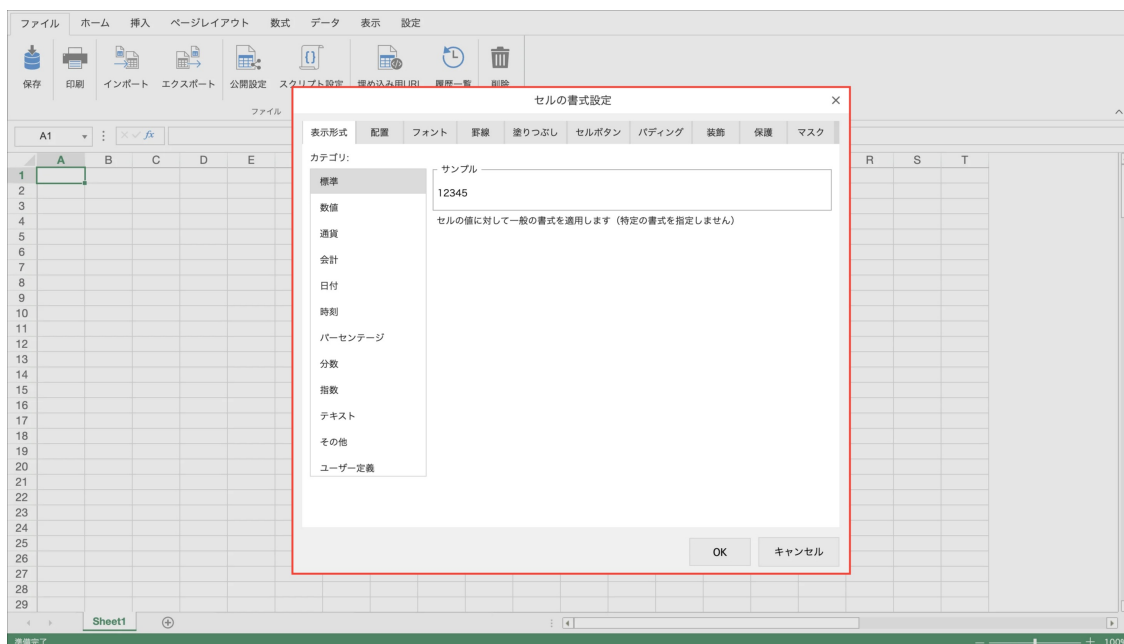 ファイル ホーム 挿入 ページレイアウト 数式 データ 表示 設定
保存 印刷 インポート エクスポート 公開設定 スクリプト設定 埋め込み用URL 履歴一覧 削除
ファイル
セルの書式設定 ×
A1 fx
表示形式 配置 フォント 罫線 塗りつぶし セルボタン パディング 装飾 保護 マスク
A B C D E R S T
カテゴリ:
標準
数値
通貨
会計
日付
時刻
パーセンテージ
分数
指数
テキスト
その他
ユーザー定義
サンプル
12345
セルの値に対して一般の書式を適用します（特定の書式を指定しません）
OK キャンセル
1
2
3
4
5
6
7
8
9
10
11
12
13
14
15
16
17
18
19
20
21
22
23
24
25
26
27
28
29
Sheet1
準備完了 100%